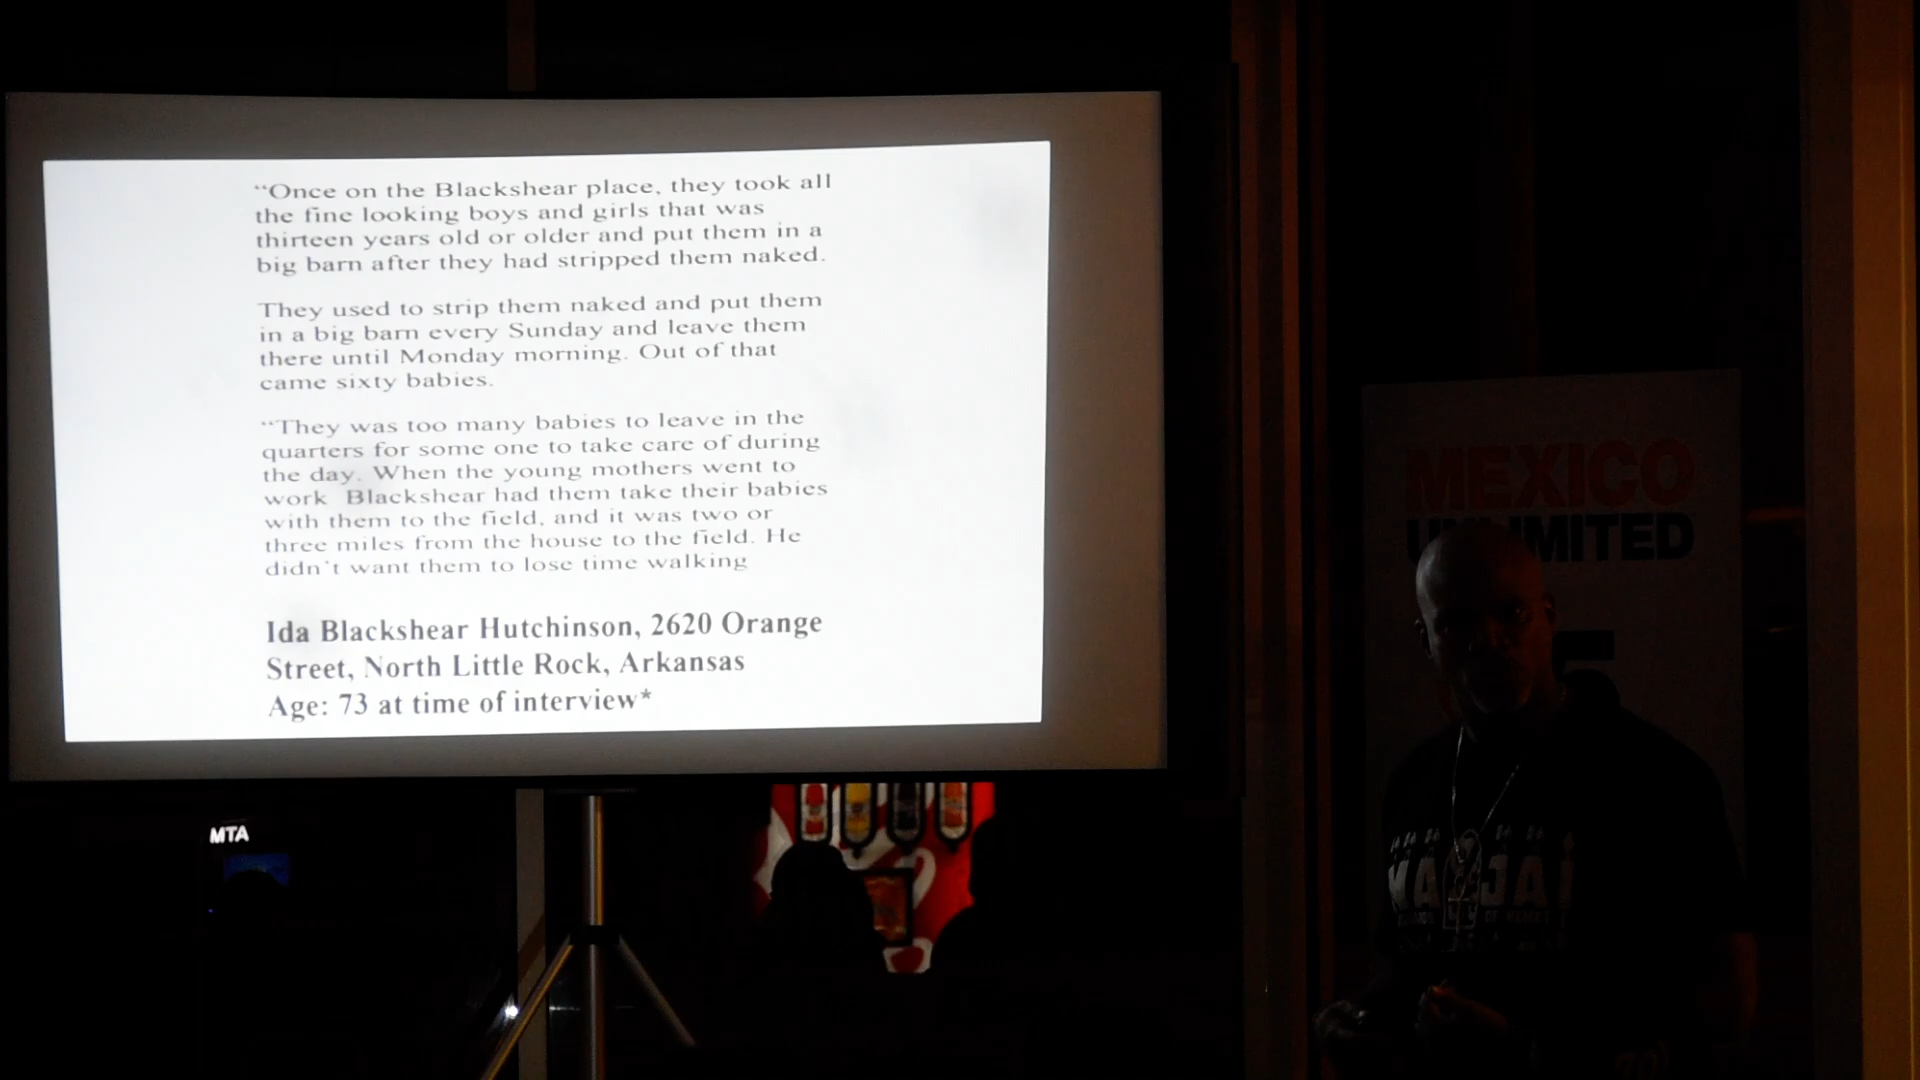 “Once on the Blackshear place, they took all
the fine looking boys and girls that was
thirteen years old or older and put them in a
big barn after they had stripped them naked.
They used to strip them naked and put them
in a big barn every Sunday and leave them
there until Monday morning. Out of that
came sixty babies.
“They was too many babies to leave in the
quarters for some one to take care of during
the day. When the young mothers went to
work Blackshear had them take their babies
with them to the field, and it was two or
three miles from the house to the field. He
didn't want them to lose time walking
Ida Blackshear Hutchinson, 2620 Orange
Street, North Little Rock, Arkansas
Age: 73 at time of interview*
MTA
MEXICO
UNLIMITED